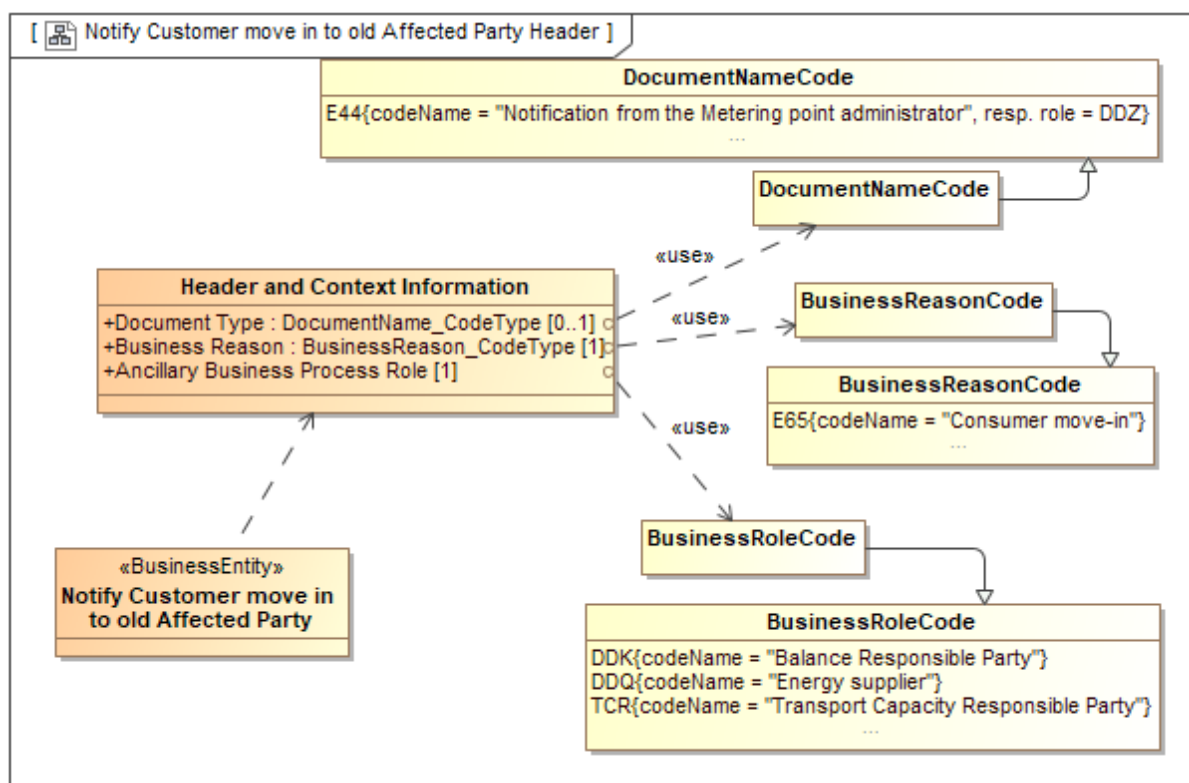 [ Notify Customer move in to old Affected Party Header ]
DocumentNameCode
E44{codeName = "Notification from the Metering point administrator", resp. role = DDZ}
...
DocumentNameCode
«use»
Header and Context Information
+Document Type : DocumentName_CodeType [0..1] c
+Business Reason : BusinessReason_CodeType [1]c
+Ancillary Business Process Role [1] c
«use»
BusinessReasonCode
BusinessReasonCode
E65{codeName = "Consumer move-in"}
...
«use»
BusinessRoleCode
«BusinessEntity»
Notify Customer move in
to old Affected Party
BusinessRoleCode
DDK{codeName = "Balance Responsible Party"}
DDQ{codeName = "Energy supplier"}
TCR{codeName = "Transport Capacity Responsible Party"}
...